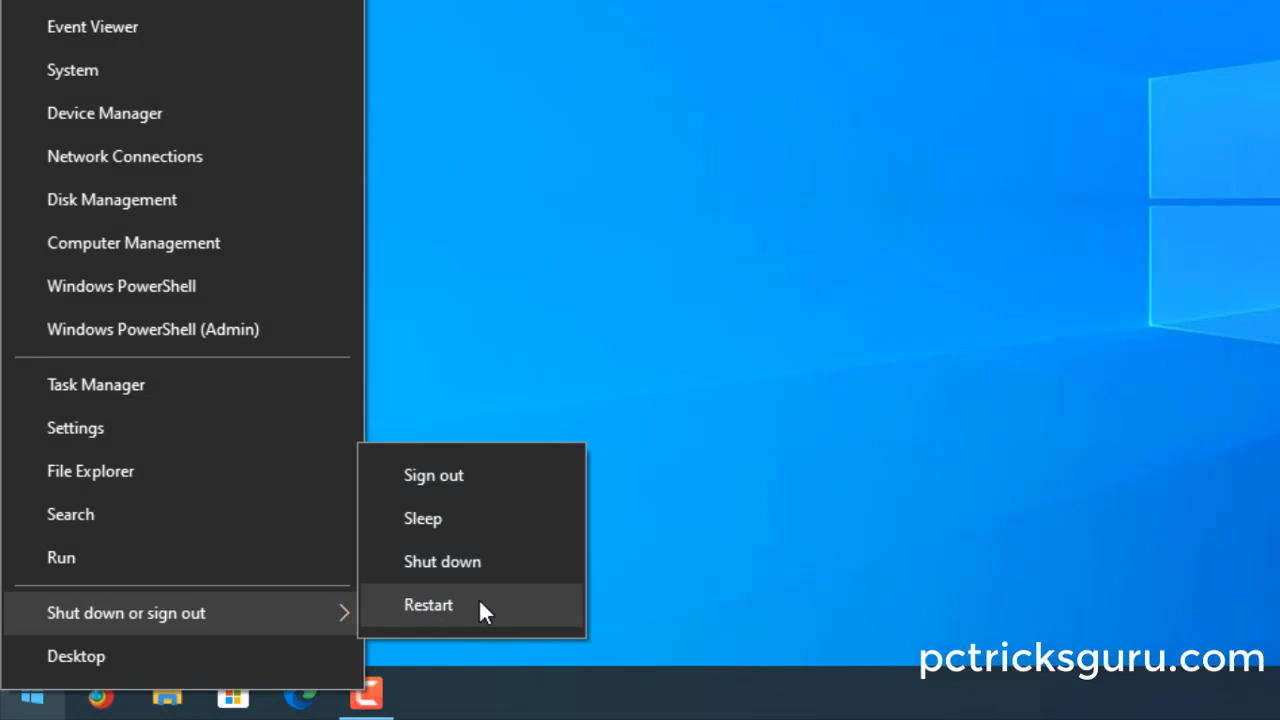 Event Viewer
System
Device Manager
Network Connections
Disk Management
Computer Management
Windows PowerShell
Windows PowerShell (Admin)
Task Manager
Settings
File Explorer
Search
Run
Shut down or sign out
Desktop
Sign out
Sleep
Shut down
Restart
pctricksguru.com